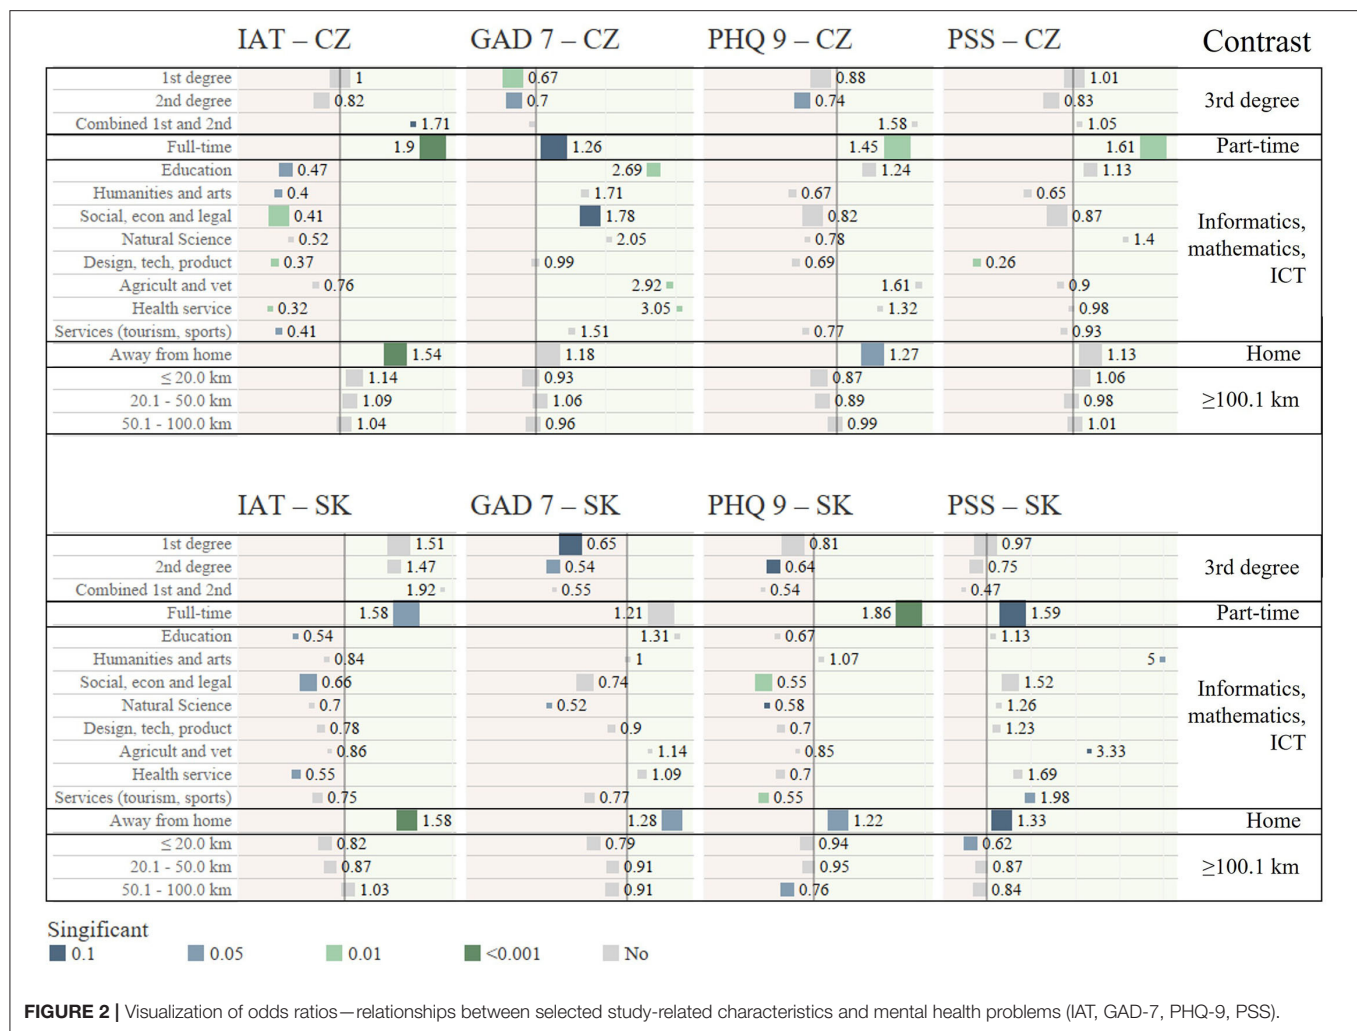 IAT – CZ GAD 7 – CZ PHQ 9 – CZ PSS – CZ Contrast
1st degree 1 0.67 0.88 1.01
2nd degree 0.82 0.7 0.74 0.83 3rd degree
Combined 1st and 2nd 1.71 1.58 1.05
Full-time 1.9 1.26 1.45 1.61 Part-time
Education 0.47 2.69 1.24 1.13
Humanities and arts 0.4 1.71 0.67 0.65
Social, econ and legal 0.41 1.78 0.82 0.87 Informatics,
Natural Science 0.52 2.05 0.78 1.4 mathematics,
Design, tech, product 0.37 0.99 0.69 0.26 ICT
Agricult and vet 0.76 2.92 1.61 0.9
Health service 0.32 3.05 1.32 0.98
Services (tourism, sports) 0.41 1.51 0.77 0.93
Away from home 1.54 1.18 1.27 1.13 Home
≤ 20.0 km 1.14 0.93 0.87 1.06
20.1 - 50.0 km 1.09 1.06 0.89 0.98 ≥100.1 km
50.1 - 100.0 km 1.04 0.96 0.99 1.01
IAT – SK GAD 7 – SK PHQ 9 – SK PSS – SK
1st degree 1.51 0.65 0.81 0.97
2nd degree 1.47 0.54 0.64 0.75 3rd degree
Combined 1st and 2nd 1.92 0.55 0.54 0.47
Full-time 1.58 1.21 1.86 1.59 Part-time
Education 0.54 1.31 0.67 1.13
Humanities and arts 0.84 1 1.07 5
Social, econ and legal 0.66 0.74 0.55 1.52 Informatics,
Natural Science 0.7 0.52 0.58 1.26 mathematics,
Design, tech, product 0.78 0.9 0.7 1.23 ICT
Agricult and vet 0.86 1.14 0.85 3.33
Health service 0.55 1.09 0.7 1.69
Services (tourism, sports) 0.75 0.77 0.55 1.98
Away from home 1.58 1.28 1.22 1.33 Home
≤ 20.0 km 0.82 0.79 0.94 0.62
20.1 - 50.0 km 0.87 0.91 0.95 0.87 ≥100.1 km
50.1 - 100.0 km 1.03 0.91 0.76 0.84
Singificant
0.1 0.05 0.01 <0.001 No
FIGURE 2 | Visualization of odds ratios—relationships between selected study-related characteristics and mental health problems (IAT, GAD-7, PHQ-9, PSS).